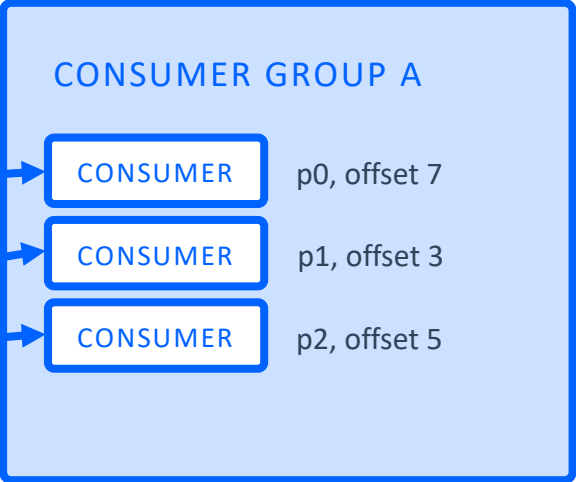 CONSUMER GROUP A
CONSUMER p0, offset 7
CONSUMER p1, offset 3
CONSUMER p2, offset 5